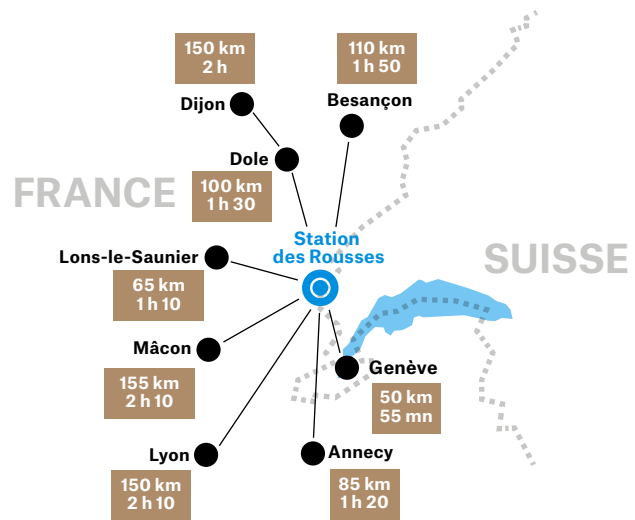 150 km
2 h
110 km
1 h 50
Dijon
Besançon
Dole
100 km
1 h 30
FRANCE
Station
des Rousses
Lons-le-Saunier
SUISSE
65 km
1 h 10
Mâcon
155 km
2 h 10
Genève
50 km
55 mn
Lyon
150 km
2 h 10
Annecy
85 km
1 h 20